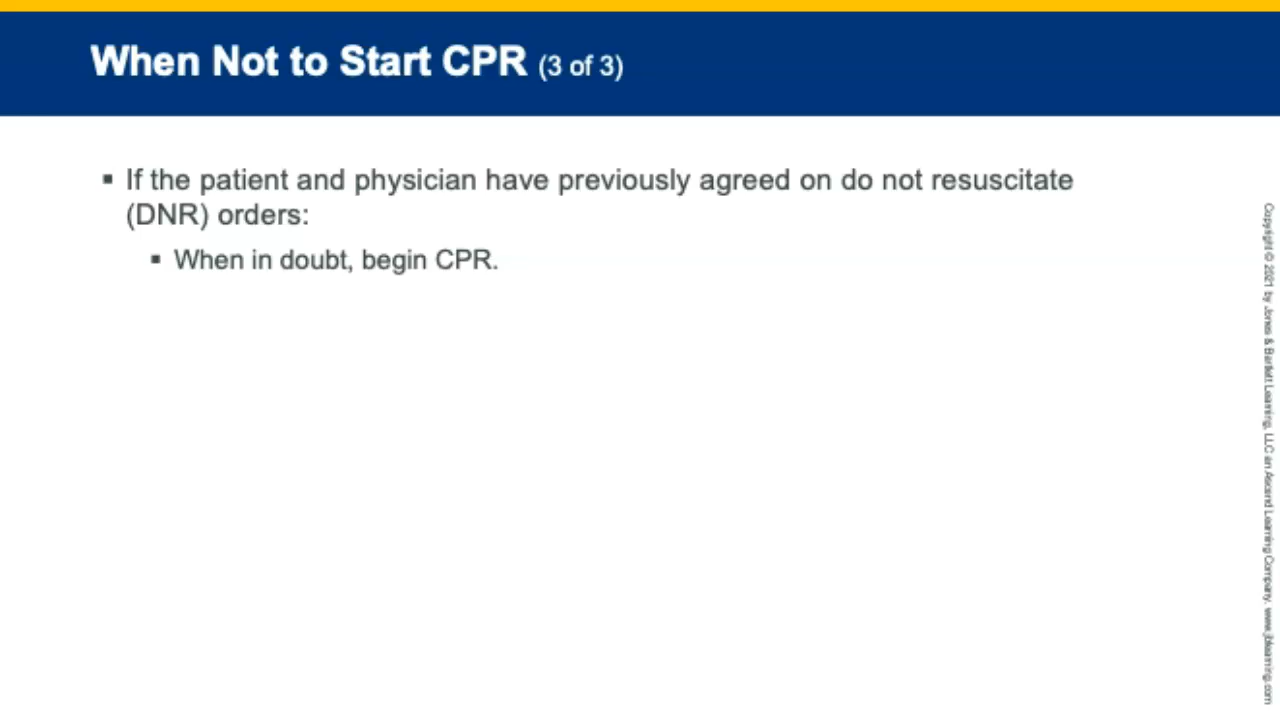 When Not to Start CPR (3 of 3)
▪ If the patient and physician have previously agreed on do not resuscitate
(DNR) orders:
▪ When in doubt, begin CPR.
Copyright © 2021 by Jones & Bartlett Learning, LLC an Ascend Learning Company. www.jblearning.com